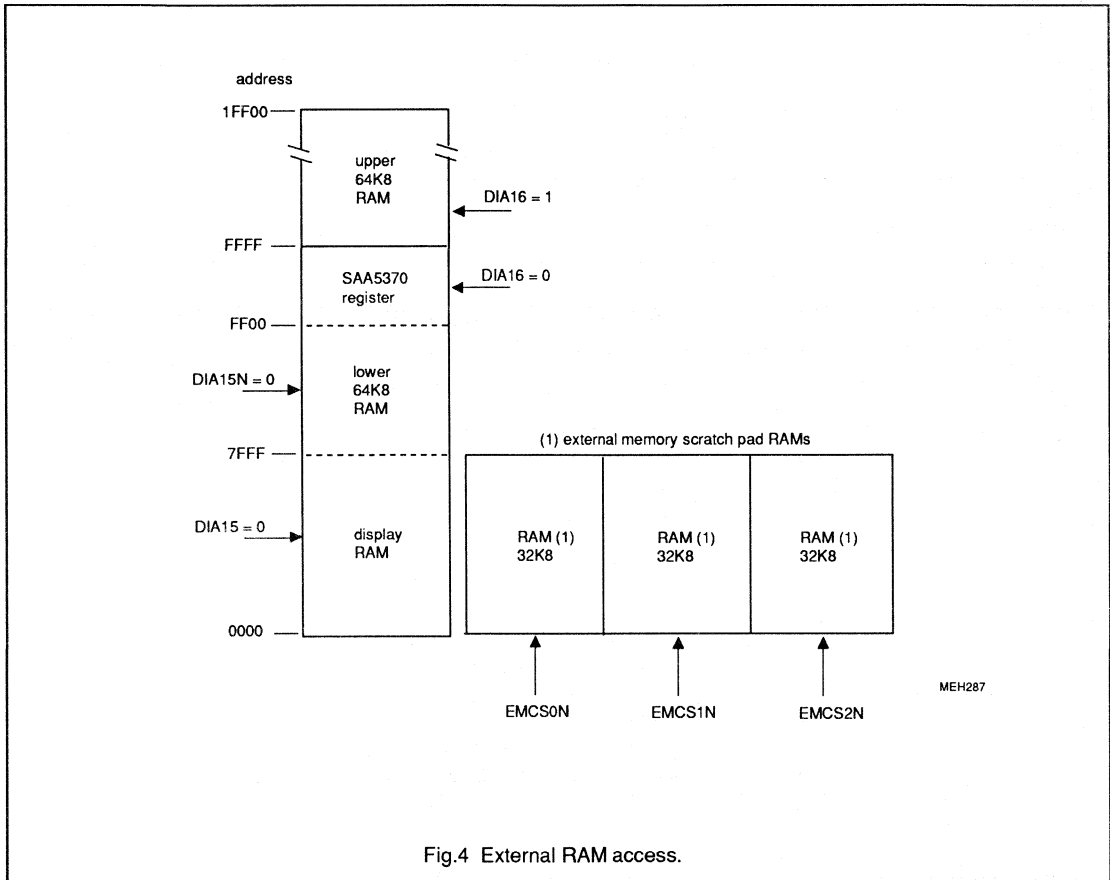 address
1FF00
upper
64K8
RAM
DIA16 = 1
FFFF
SAA5370
register
DIA16 = 0
FF00
DIA15N = 0
lower
64K8
RAM
7FFF
(1) external memory scratch pad RAMs
DIA15 = 0
display
RAM
RAM (1)
32K8
RAM (1)
32K8
RAM (1)
32K8
0000
EMCS0N
EMCS1N
EMCS2N
MEH287
Fig.4 External RAM access.